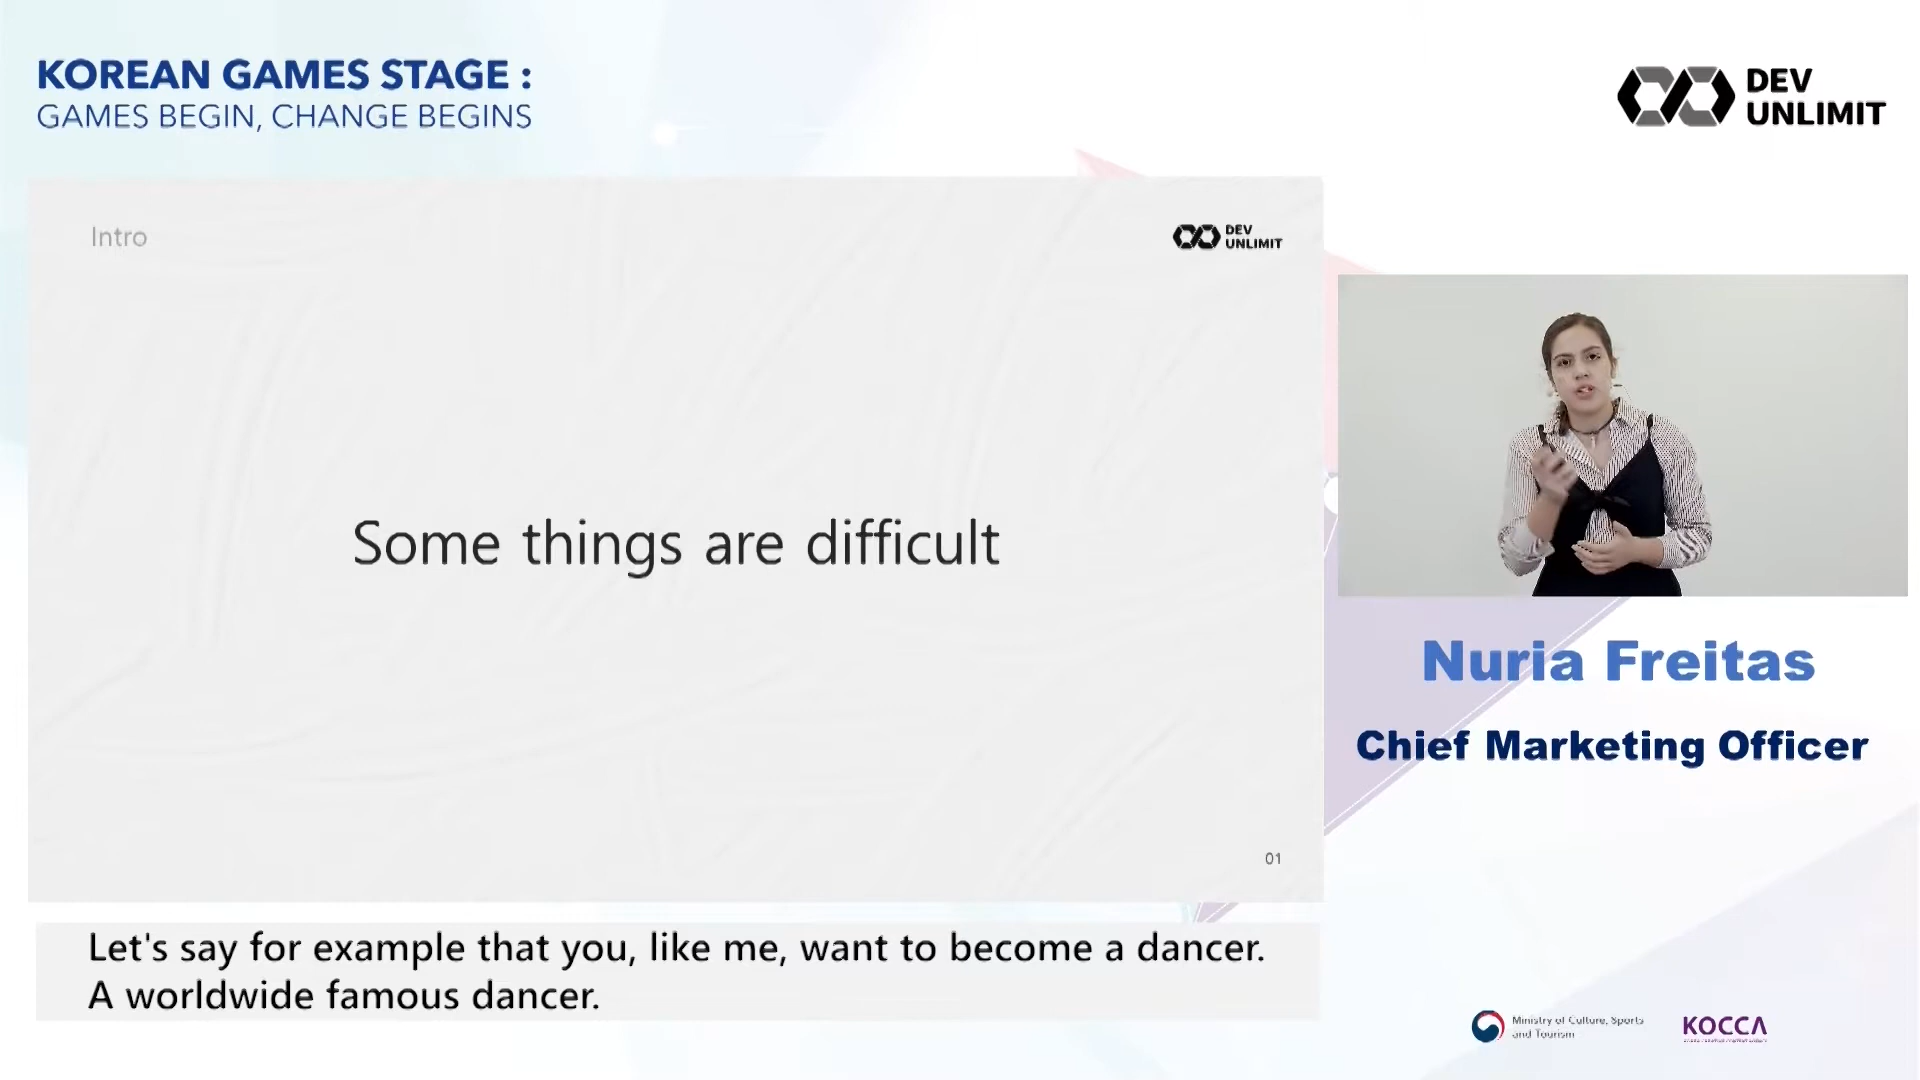 KOREAN GAMES STAGE :
GAMES BEGIN, CHANGE BEGINS
DEV
UNLIMIT
Intro
DEV
UNLIMIT
Some things are difficult
01
Nuria Freitas
Chief Marketing Officer
Let's say for example that you, like me, want to become a dancer.
A worldwide famous dancer.
Ministry of Culture, Sports
and Tourism
KOCCA